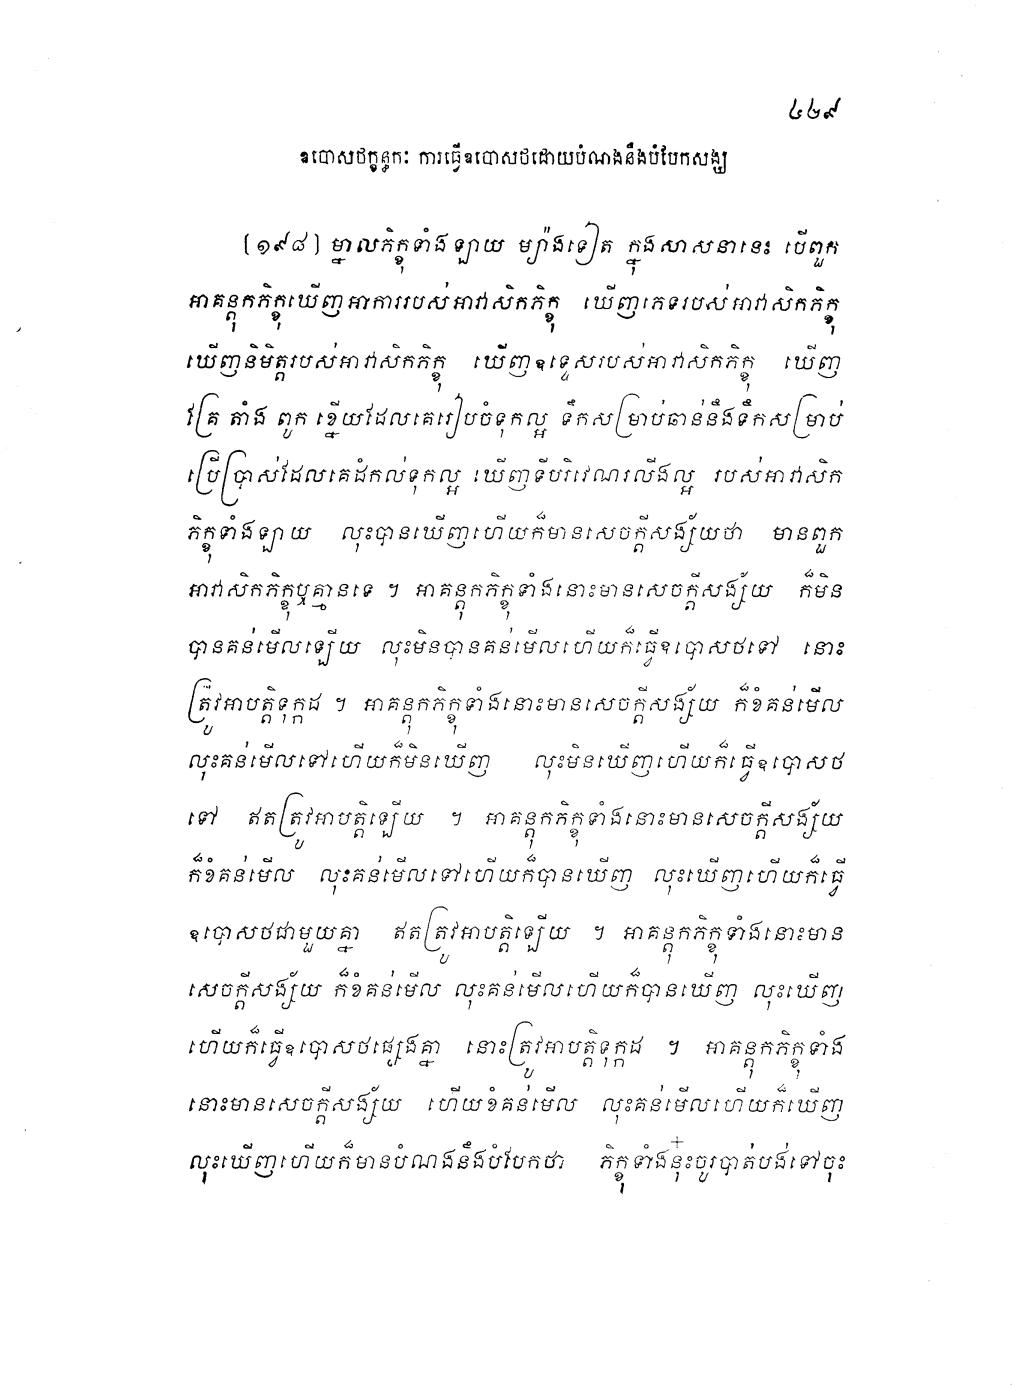 ៤២៩
ឧបោសថក្ខន្ធកៈ ការធ្វើឧបោសថដោយបំណងនឹងបំបែកសង្ឃ
[១៩៨] ម្នាលភិក្ខុទាំងឡាយ ម្យ៉ាងទៀត ក្នុងសាសនានេះ បើពួក
អាគន្តុកភិក្ខុឃើញអាការរបស់អាវាសិកភិក្ខុ ឃើញភេទរបស់អាវាសិកភិក្ខុ
ឃើញនិមិត្តរបស់អាវាសិកភិក្ខុ ឃើញឧទ្ទេសរបស់អាវាសិកភិក្ខុ ឃើញ
គ្រែ តាំង ពួក ខ្នើយដែលគេរៀបចំទុកល្អ ទឹកសម្រាប់ឆាន់នឹងទឹកសម្រាប់
ប្រើប្រាស់ដែលគេដំកល់ទុកល្អ ឃើញទីបរិវេណរលីងល្អ របស់អាវាសិក
ភិក្ខុទាំងឡាយ លុះបានឃើញហើយក៏មានសេចក្តីសង្ស័យថា មានពួក
អាវាសិកភិក្ខុឬគ្មានទេ ។ អាគន្តុកភិក្ខុទាំងនោះមានសេចក្តីសង្ស័យ ក៏មិន
បានគន់មើលឡើយ លុះមិនបានគន់មើលហើយក៏ធ្វើឧបោសថទៅ នោះ
ត្រូវអាបត្តិទុក្កដ ។ អាគន្តុកភិក្ខុទាំងនោះមានសេចក្តីសង្ស័យ ក៏ខំគន់មើល
លុះគន់មើលទៅហើយក៏មិនឃើញ លុះមិនឃើញហើយក៏ធ្វើឧបោសថ
ទៅ ឥតត្រូវអាបត្តិឡើយ ។ អាគន្តុកភិក្ខុទាំងនោះមានសេចក្តីសង្ស័យ
ក៏ខំគន់មើល លុះគន់មើលទៅហើយក៏បានឃើញ លុះឃើញហើយក៏ធ្វើ
ឧបោសថជាមួយគ្នា ឥតត្រូវអាបត្តិឡើយ ។ អាគន្តុកភិក្ខុទាំងនោះមាន
សេចក្តីសង្ស័យ ក៏ខំគន់មើល លុះគន់មើលហើយក៏បានឃើញ លុះឃើញ
ហើយក៏ធ្វើឧបោសថផ្សេងគ្នា នោះត្រូវអាបត្តិទុក្កដ ។ អាគន្តុកភិក្ខុទាំង
នោះមានសេចក្តីសង្ស័យ ហើយខំគន់មើល លុះគន់មើលហើយក៏ឃើញ
លុះឃើញហើយក៏មានបំណងនឹងបំបែកថា ភិក្ខុទាំងនុ៎ះចូរបាត់បង់ទៅចុះ